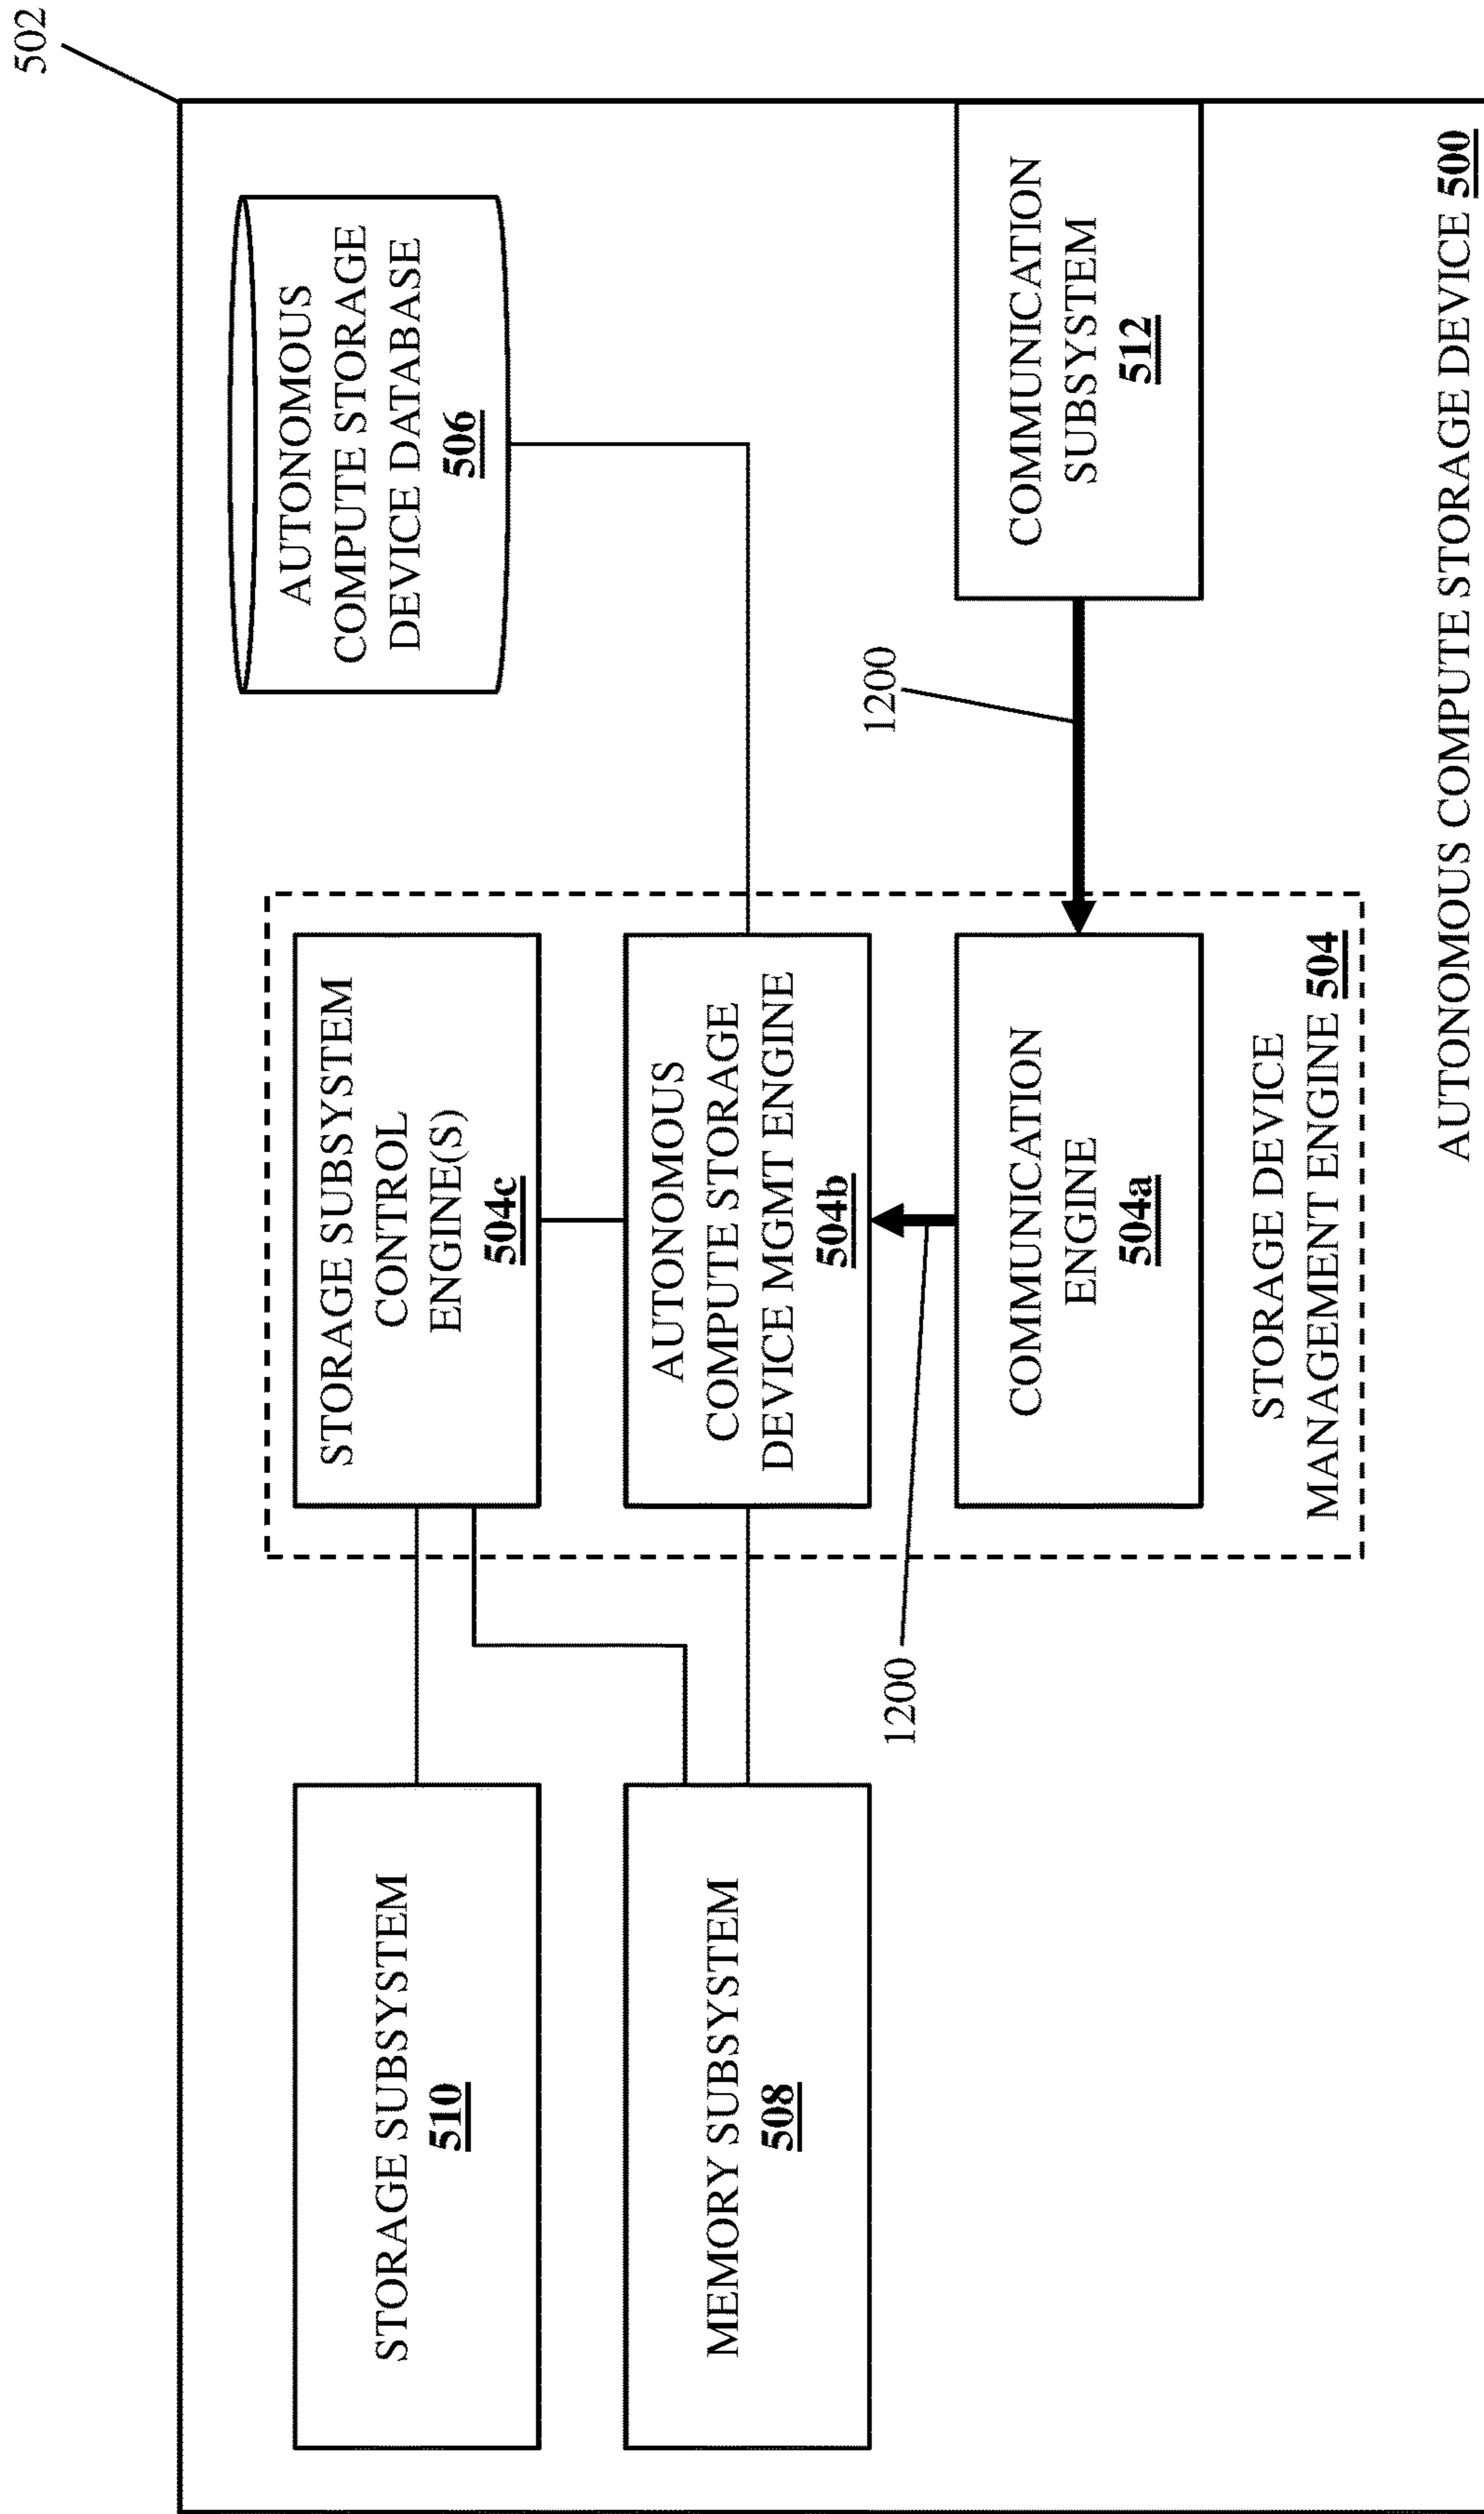 502
STORAGE SUBSYSTEM
510
STORAGE SUBSYSTEM
CONTROL
ENGINE(S)
504c
AUTONOMOUS
COMPUTE STORAGE
DEVICE DATABASE
506
MEMORY SUBSYSTEM
508
AUTONOMOUS
COMPUTE STORAGE
DEVICE MGMT ENGINE
504b
1200
1200
COMMUNICATION
ENGINE
504a
COMMUNICATION
SUBSYSTEM
512
STORAGE DEVICE
MANAGEMENT ENGINE 504
AUTONOMOUS COMPUTE STORAGE DEVICE 500